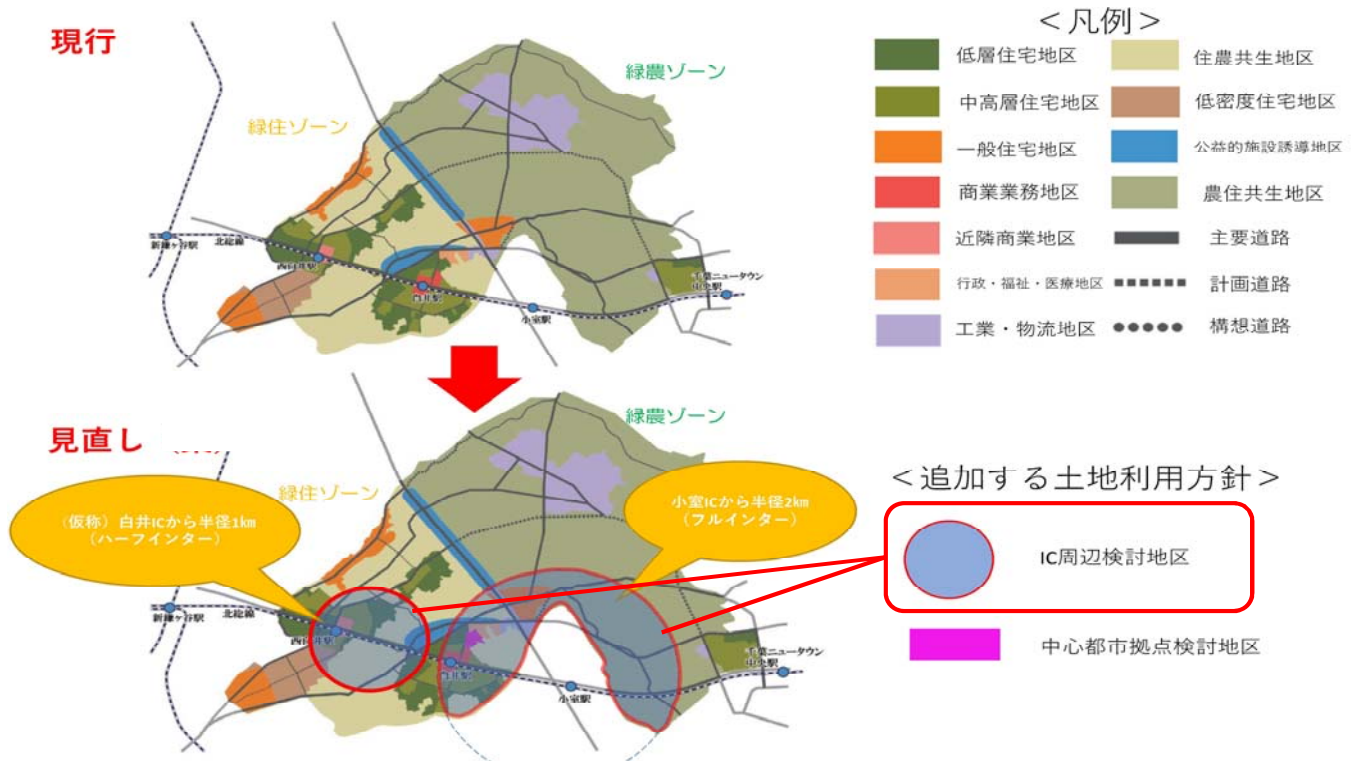 現行
緑農ゾーン
緑住ゾーン
新鎌ヶ谷駅
北総線
西白井駅
白井駅
小室駅
千葉ニュータウン
中央駅
＜凡例＞
低層住宅地区
住農共生地区
中高層住宅地区
低密度住宅地区
一般住宅地区
公益的施設誘導地区
商業業務地区
農住共生地区
近隣商業地区
主要道路
行政・福祉・医療地区
計画道路
工業・物流地区
構想道路
見直し
緑農ゾーン
緑住ゾーン
（仮称）白井ICから半径1㎞
（ハーフインター）
小室ICから半径2㎞
（フルインター）
新鎌ヶ谷駅
北総線
西白井駅
白井駅
小室駅
千葉ニュータウン
中央駅
＜追加する土地利用方針＞
IC周辺検討地区
中心都市拠点検討地区